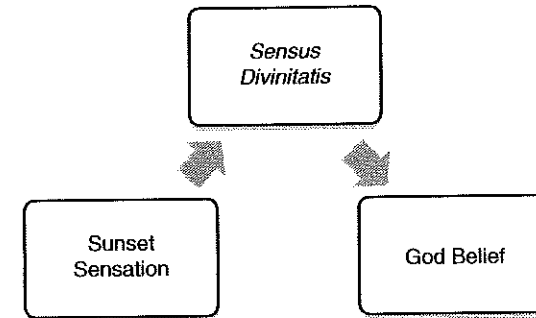 Sensus
Divinitatis
Sunset
Sensation
God Belief